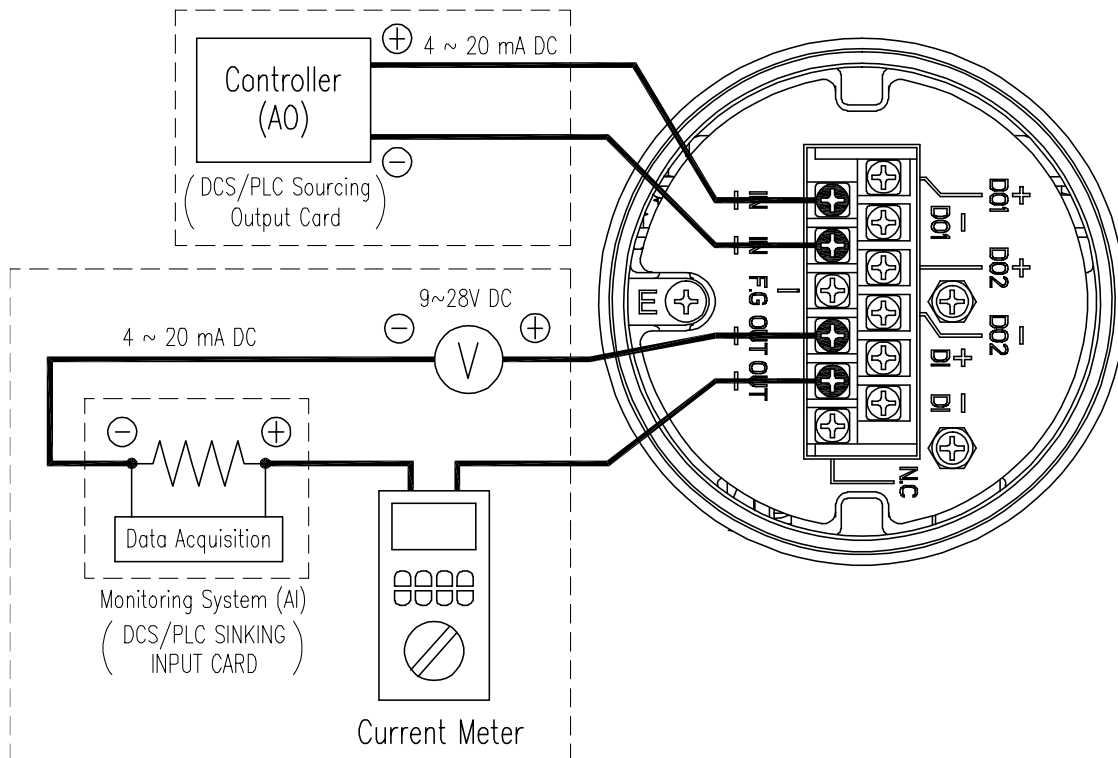 ⊕ 4 ~ 20 mA DC
Controller
(AO)
⊖
( DCS/PLC Sourcing
Output Card )
9~28V DC
4 ~ 20 mA DC
⊖ V ⊕
⊖ ⊕
Data Acquisition
Monitoring System (AI)
( DCS/PLC SINKING
INPUT CARD )
Current Meter
IN
IN
F.G
OUT
OUT
E
DO1 +
DO1 −
DO2 +
DO2 −
DI +
DI −
N.C